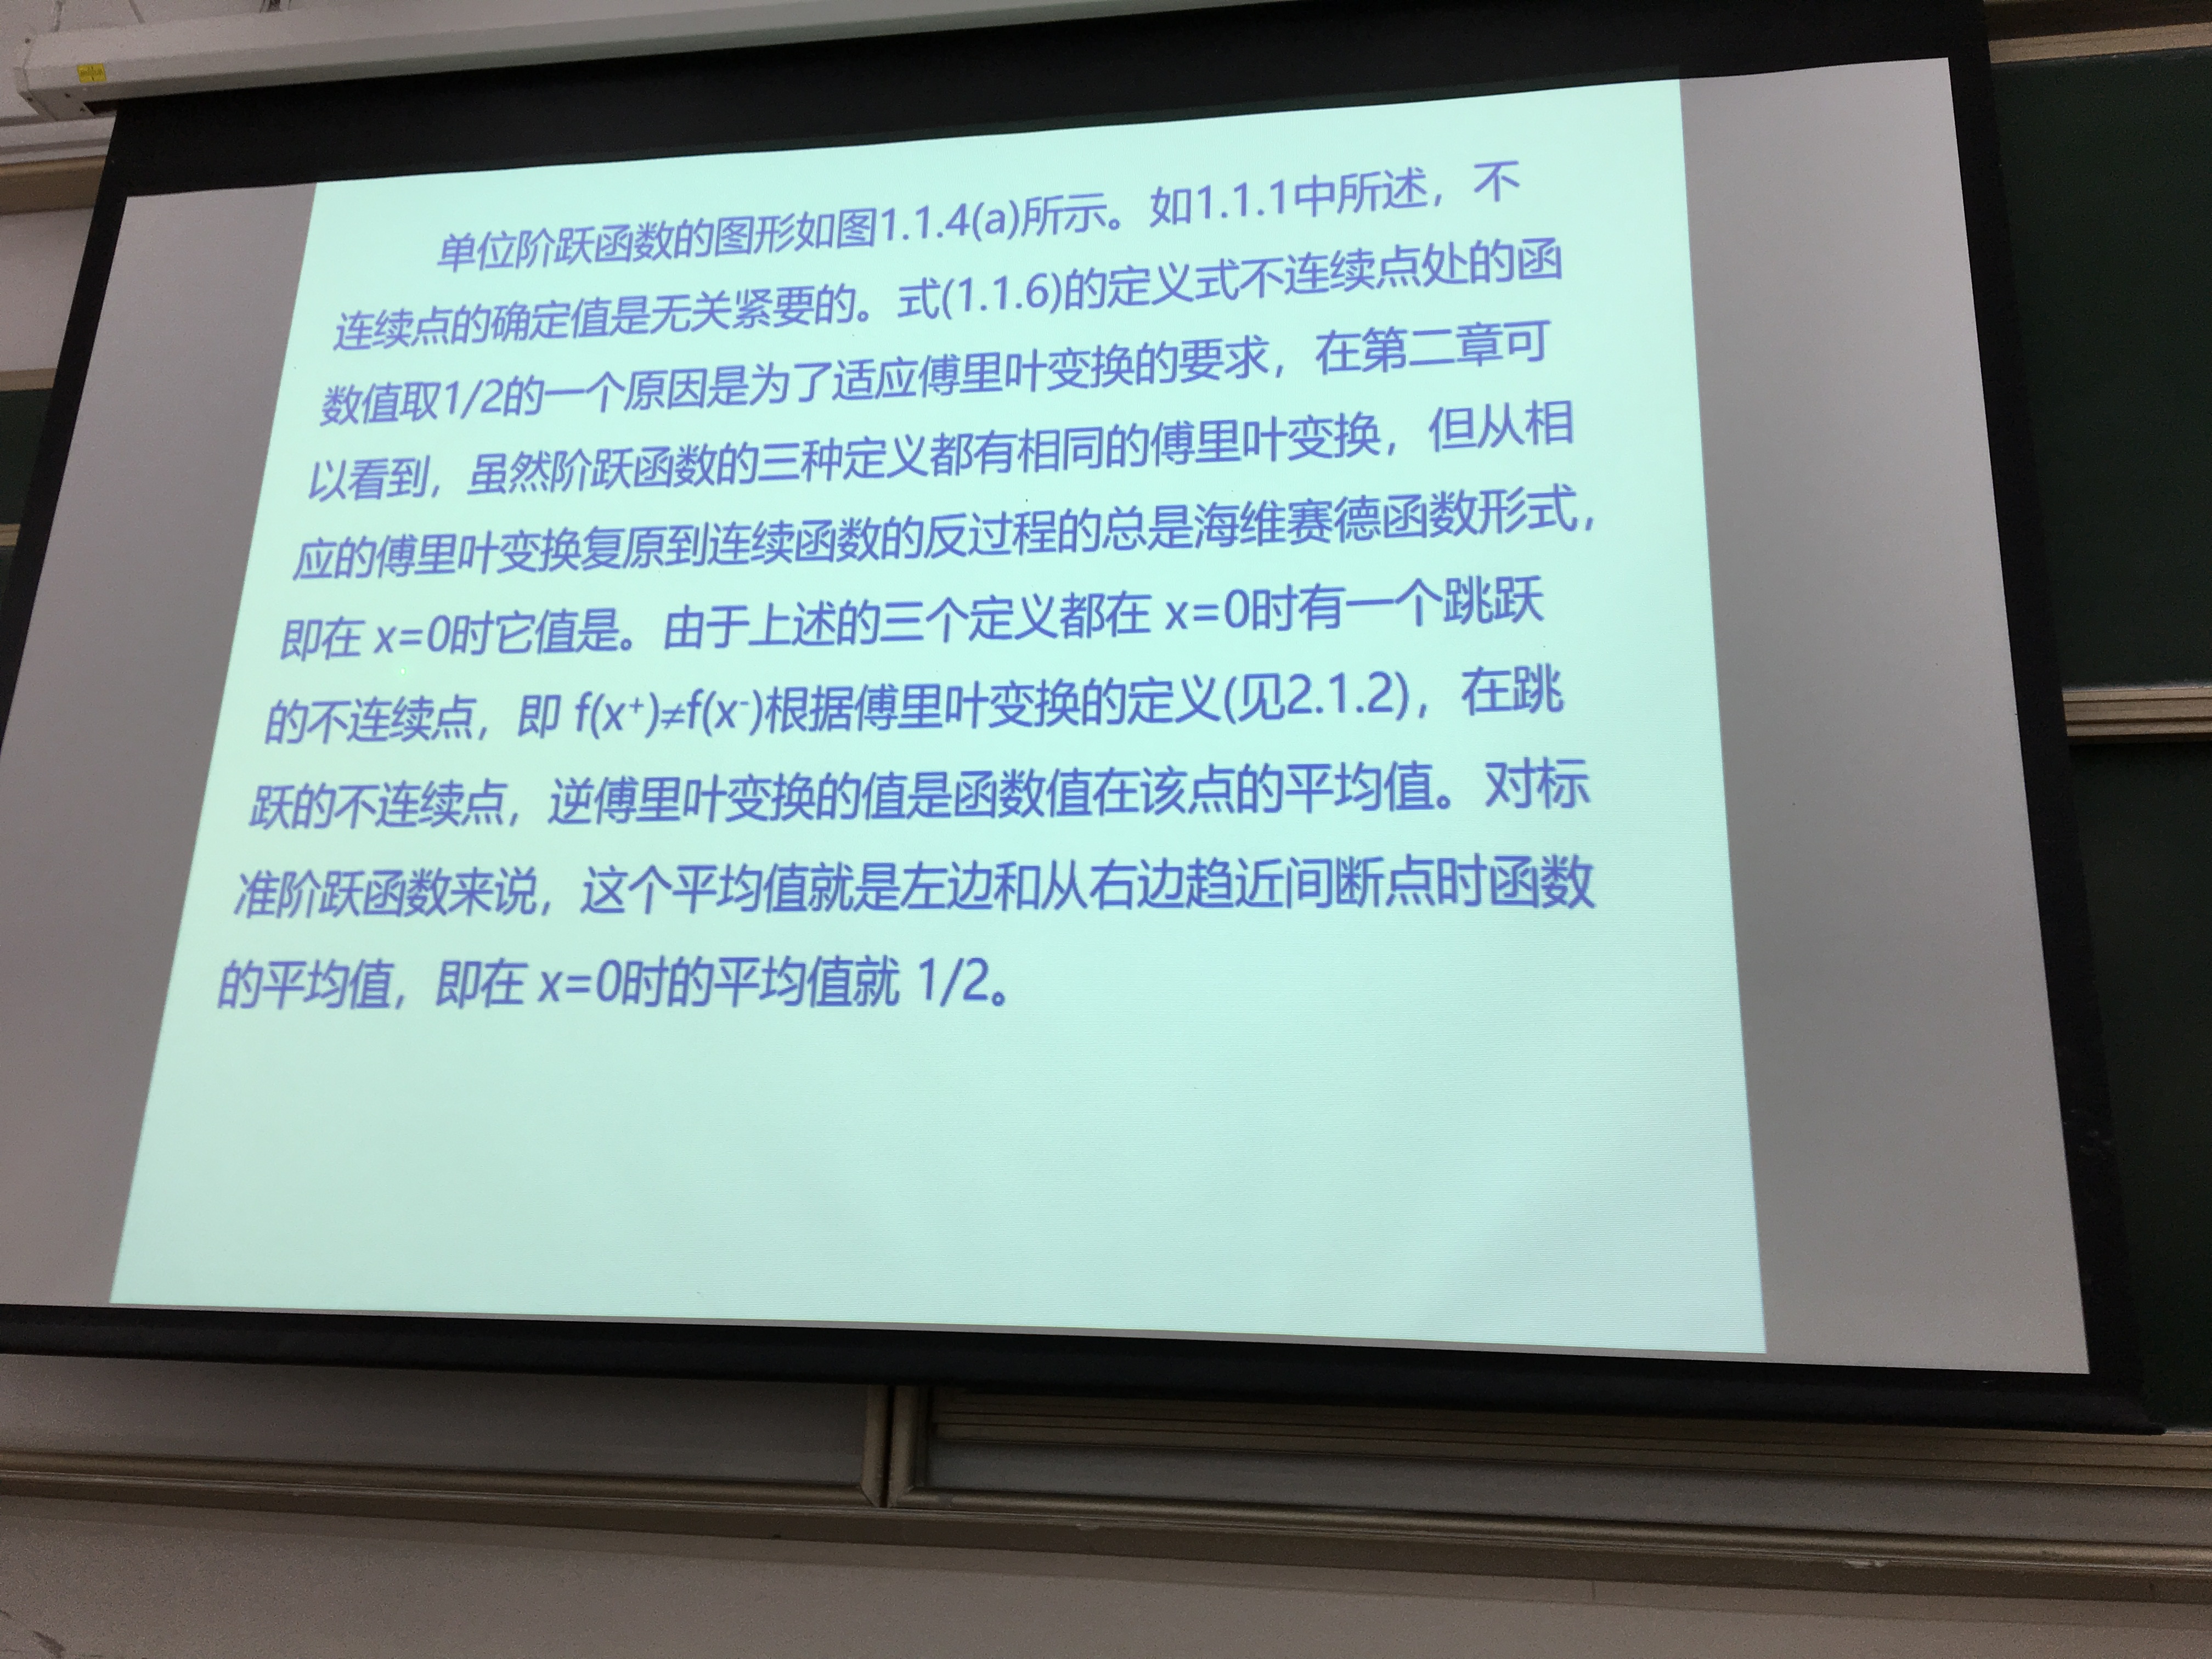 单位阶跃函数的图形如图1.1.4(a)所示。如1.1.1中所述，不
连续点的确定值是无关紧要的。式(1.1.6)的定义式不连续点处的函
数值取1/2的一个原因是为了适应傅里叶变换的要求，在第二章可
以看到，虽然阶跃函数的三种定义都有相同的傅里叶变换，但从相
应的傅里叶变换复原到连续函数的反过程的总是海维赛德函数形式，
即在 x=0时它值是。由于上述的三个定义都在 x=0时有一个跳跃
的不连续点，即 f(x⁺)≠f(x⁻)根据傅里叶变换的定义(见2.1.2)，在跳
跃的不连续点，逆傅里叶变换的值是函数值在该点的平均值。对标
准阶跃函数来说，这个平均值就是左边和从右边趋近间断点时函数
的平均值，即在 x=0时的平均值就 1/2。